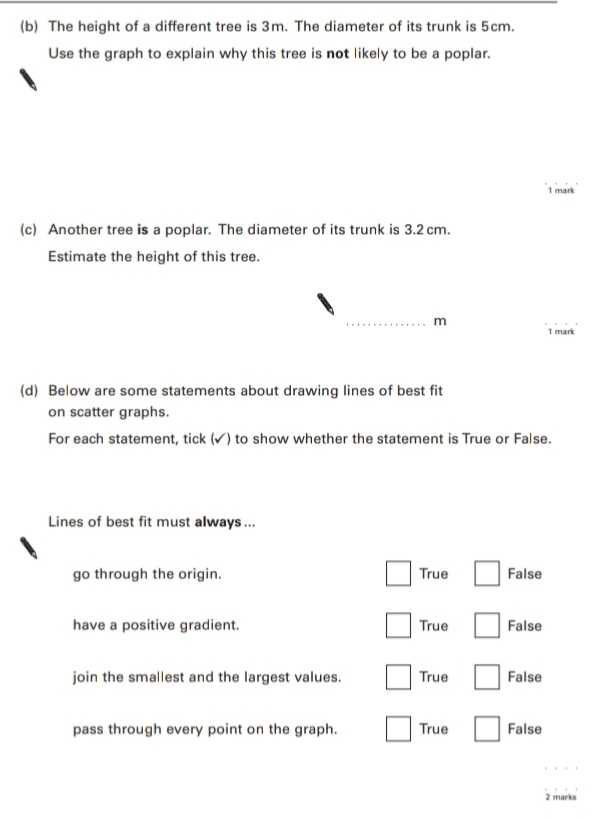 (b) The height of a different tree is 3 m. The diameter of its trunk is 5 cm.
Use the graph to explain why this tree is not likely to be a poplar.
1 mark
(c) Another tree is a poplar. The diameter of its trunk is 3.2 cm.
Estimate the height of this tree.
............... m
1 mark
(d) Below are some statements about drawing lines of best fit
on scatter graphs.
For each statement, tick (✓) to show whether the statement is True or False.
Lines of best fit must always ...
go through the origin. True False
have a positive gradient. True False
join the smallest and the largest values. True False
pass through every point on the graph. True False
2 marks